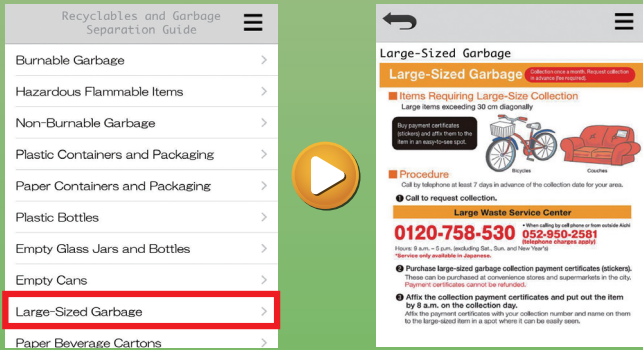 Recyclables and Garbage
Separation Guide
Burnable Garbage
Hazardous Flammable Items
Non-Burnable Garbage
Plastic Containers and Packaging
Paper Containers and Packaging
Plastic Bottles
Empty Glass Jars and Bottles
Empty Cans
Large-Sized Garbage
Paper Beverage Cartons
Large-Sized Garbage
Large-Sized Garbage
Collection once a month. Request collection
in advance (fee required).
Items Requiring Large-Size Collection
Large items exceeding 30 cm diagonally
Buy payment certificates
(stickers) and affix them to the
item in an easy-to-see spot.
Bicycles
Couches
Procedure
Call by telephone at least 7 days in advance of the collection date for your area.
❶ Call to request collection.
Large Waste Service Center
0120-758-530
• When calling by cell phone or from outside Aichi
052-950-2581
(telephone charges apply)
Hours: 9 a.m. – 5 p.m. (excluding Sat., Sun. and New Year's)
*Service only available in Japanese.
❷ Purchase large-sized garbage collection payment certificates (stickers).
These can be purchased at convenience stores and supermarkets in the city.
Payment certificates cannot be refunded.
❸ Affix the collection payment certificates and put out the item
by 8 a.m. on the collection day.
Affix the payment certificates with your collection number and name on them
to the large-sized item in a spot where it can be easily seen.